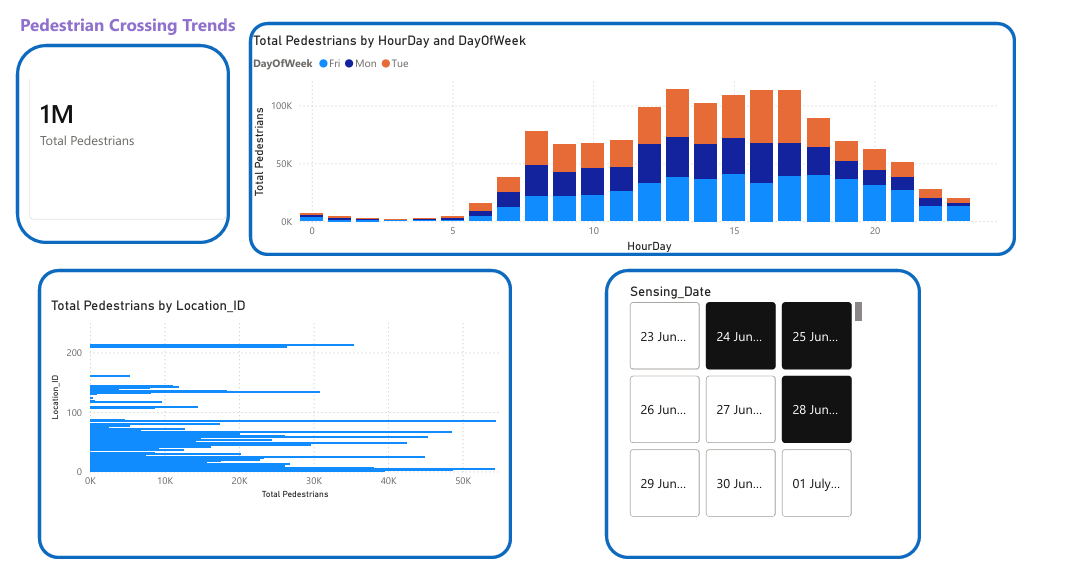 Pedestrian Crossing Trends
1M
Total Pedestrians
Total Pedestrians by HourDay and DayOfWeek
DayOfWeek Fri Mon Tue
Total Pedestrians
100K
50K
0K
0 5 10 15 20
HourDay
Total Pedestrians by Location_ID
Location_ID
200
100
0
0K 10K 20K 30K 40K 50K
Total Pedestrians
Sensing_Date
23 Jun... 24 Jun... 25 Jun...
26 Jun... 27 Jun... 28 Jun...
29 Jun... 30 Jun... 01 July...